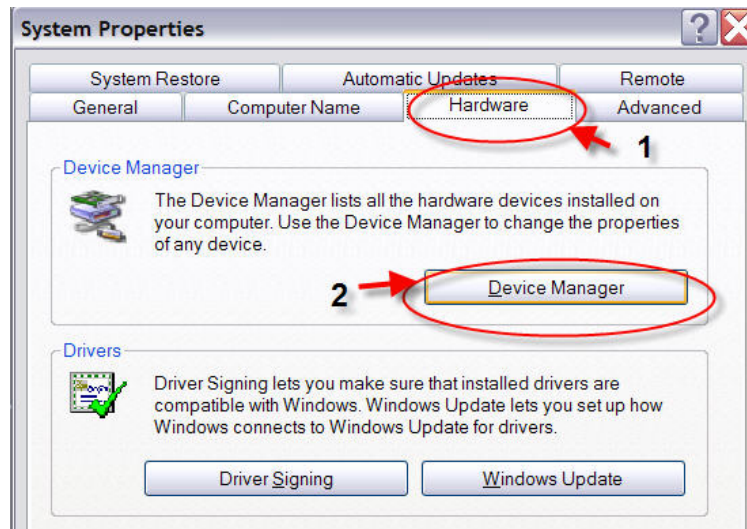 System Properties
System Restore Automatic Updates Remote
General Computer Name Hardware Advanced
1
Device Manager
The Device Manager lists all the hardware devices installed on
your computer. Use the Device Manager to change the properties
of any device.
2
Device Manager
Drivers
Driver Signing lets you make sure that installed drivers are
compatible with Windows. Windows Update lets you set up how
Windows connects to Windows Update for drivers.
Driver Signing Windows Update